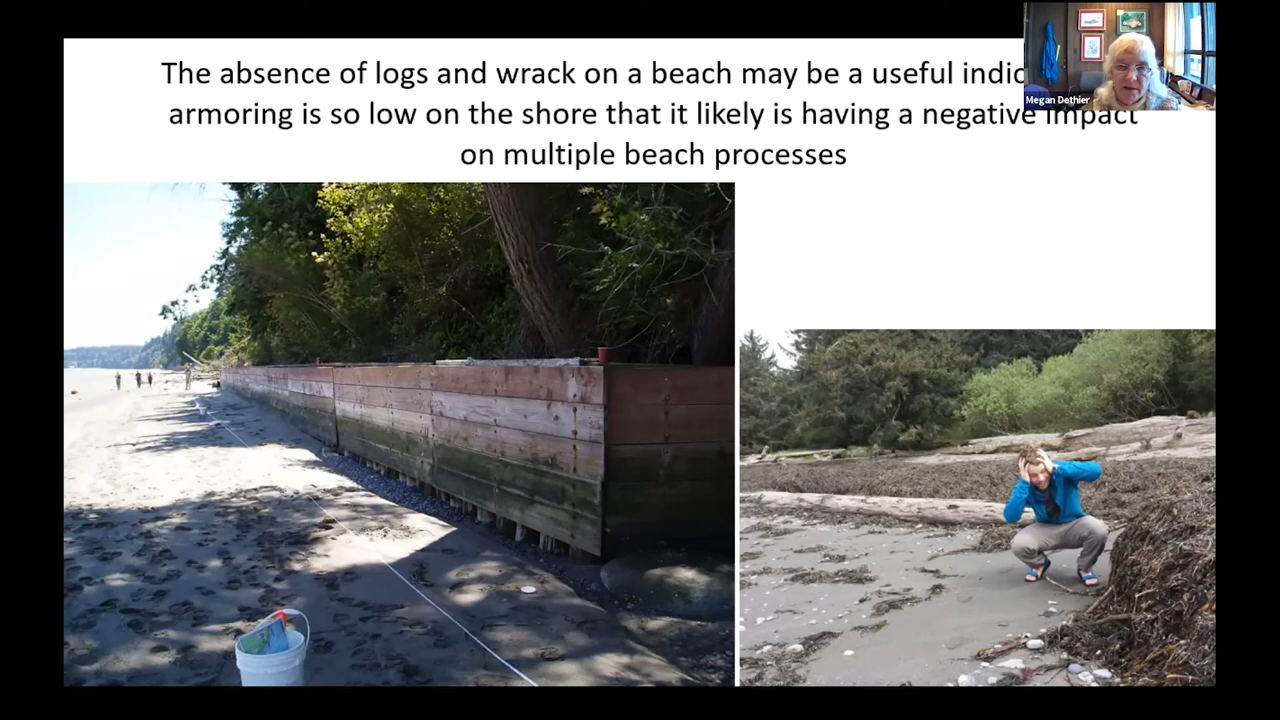 The absence of logs and wrack on a beach may be a useful
armoring is so low on the shore that it likely is having a negative impact
on multiple beach processes
Megan Dethier